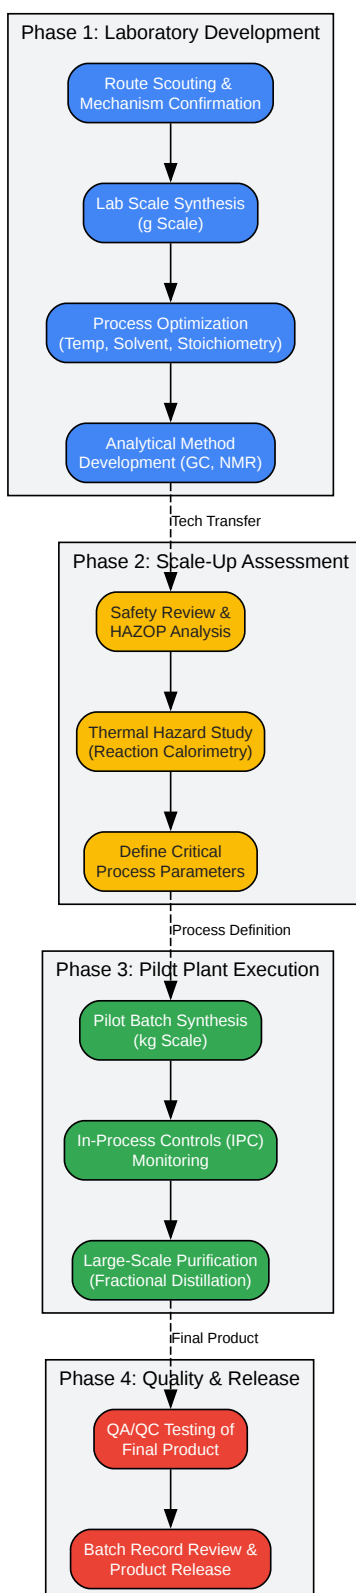 Phase 1: Laboratory Development
Route Scouting &
Mechanism Confirmation
Lab Scale Synthesis
(g Scale)
Process Optimization
(Temp, Solvent, Stoichiometry)
Analytical Method
Development (GC, NMR)
Tech Transfer
Phase 2: Scale-Up Assessment
Safety Review &
HAZOP Analysis
Thermal Hazard Study
(Reaction Calorimetry)
Define Critical
Process Parameters
Process Definition
Phase 3: Pilot Plant Execution
Pilot Batch Synthesis
(kg Scale)
In-Process Controls (IPC)
Monitoring
Large-Scale Purification
(Fractional Distillation)
Final Product
Phase 4: Quality & Release
QA/QC Testing of
Final Product
Batch Record Review &
Product Release